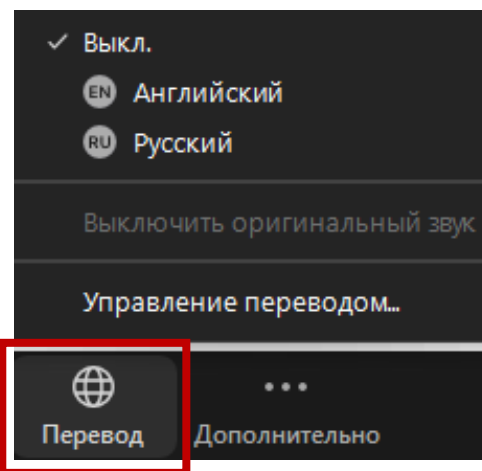 Выкл.
EN Английский
RU Русский
Выключить оригинальный звук
Управление переводом...
Перевод
Дополнительно